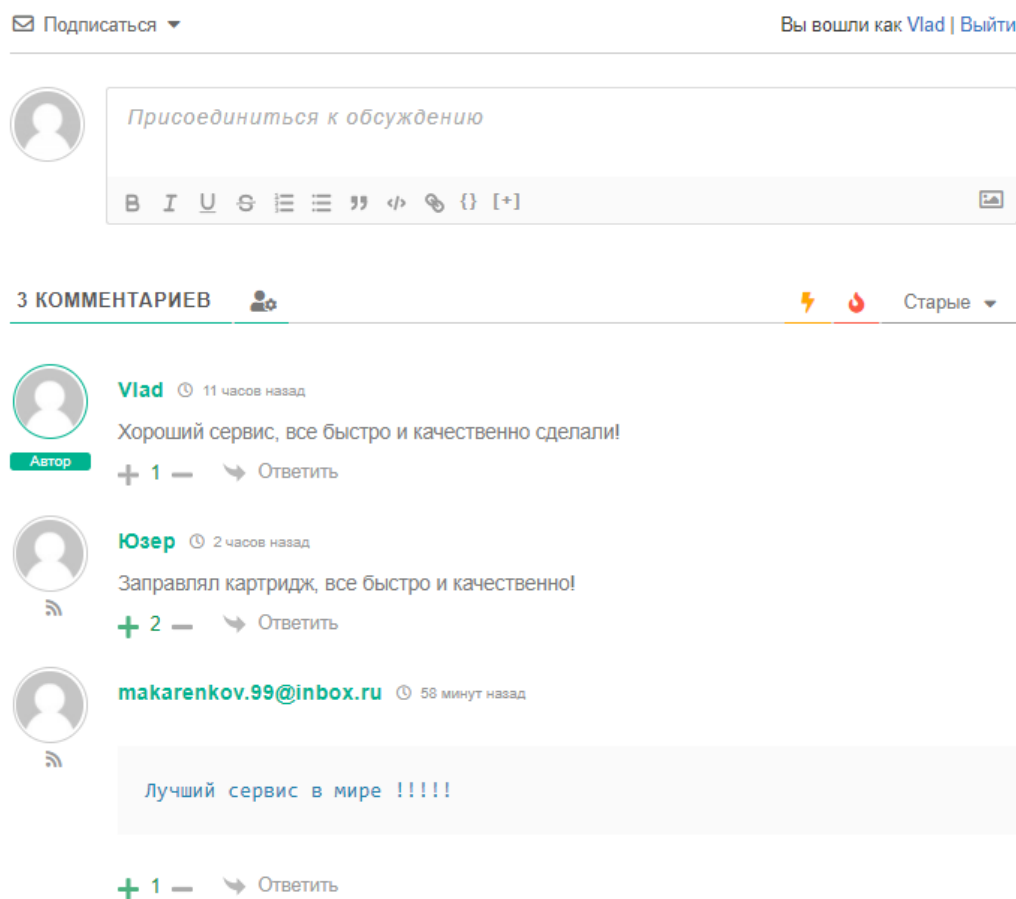 Подписаться
Вы вошли как Vlad | Выйти
Присоединиться к обсуждению
B I U S </> {} [+]
3 КОММЕНТАРИЕВ
Старые
Vlad 11 часов назад
Хороший сервис, все быстро и качественно сделали!
Автор
1 Ответить
Юзер 2 часов назад
Заправлял картридж, все быстро и качественно!
2 Ответить
makarenkov.99@inbox.ru 58 минут назад
Лучший сервис в мире !!!!!
1 Ответить